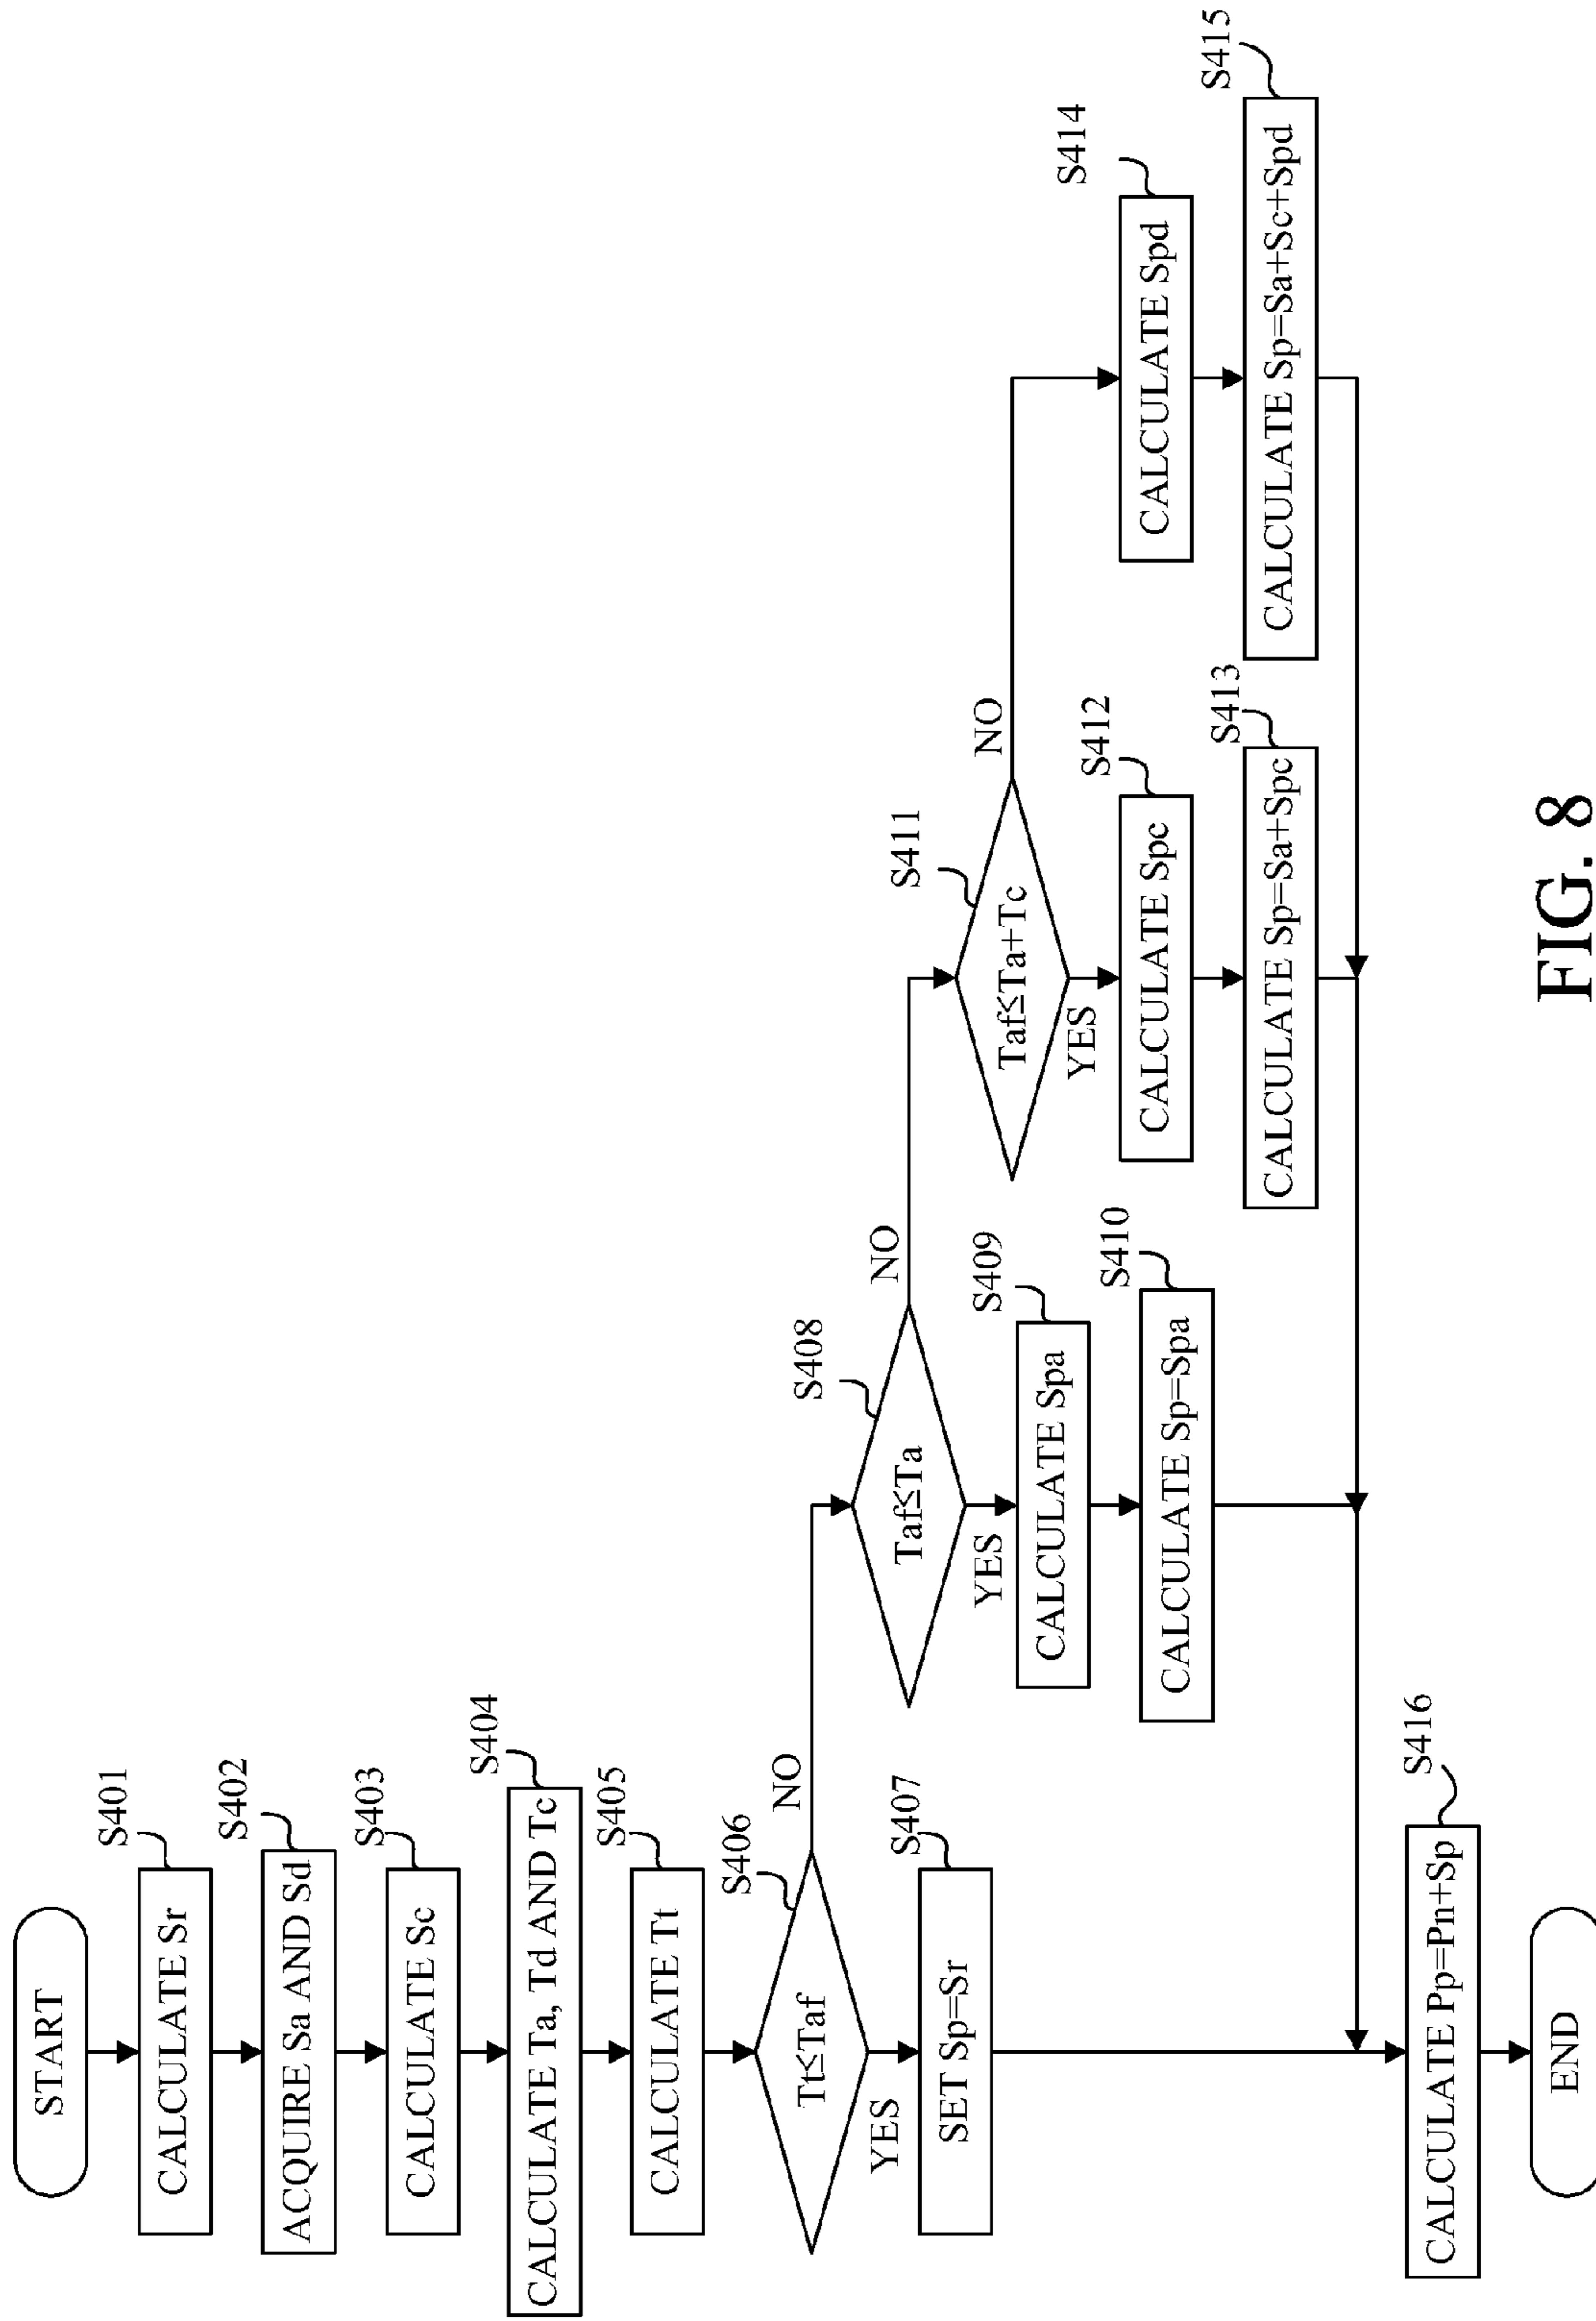 START
S401
CALCULATE Sr
S402
ACQUIRE Sa AND Sd
S403
CALCULATE Sc
S404
CALCULATE Ta, Td AND Tc
S405
CALCULATE Tt
S406
Tt≤Taf
NO
YES
S407
SET Sp=Sr
S408
Taf≤Ta
NO
YES
S409
CALCULATE Spa
S410
CALCULATE Sp=Spa
S411
Taf≤Ta+Tc
NO
YES
S412
CALCULATE Spc
S413
CALCULATE Sp=Sa+Spc
S414
CALCULATE Spd
S415
CALCULATE Sp=Sa+Sc+Spd
S416
CALCULATE Pp=Pn+Sp
END
FIG. 8